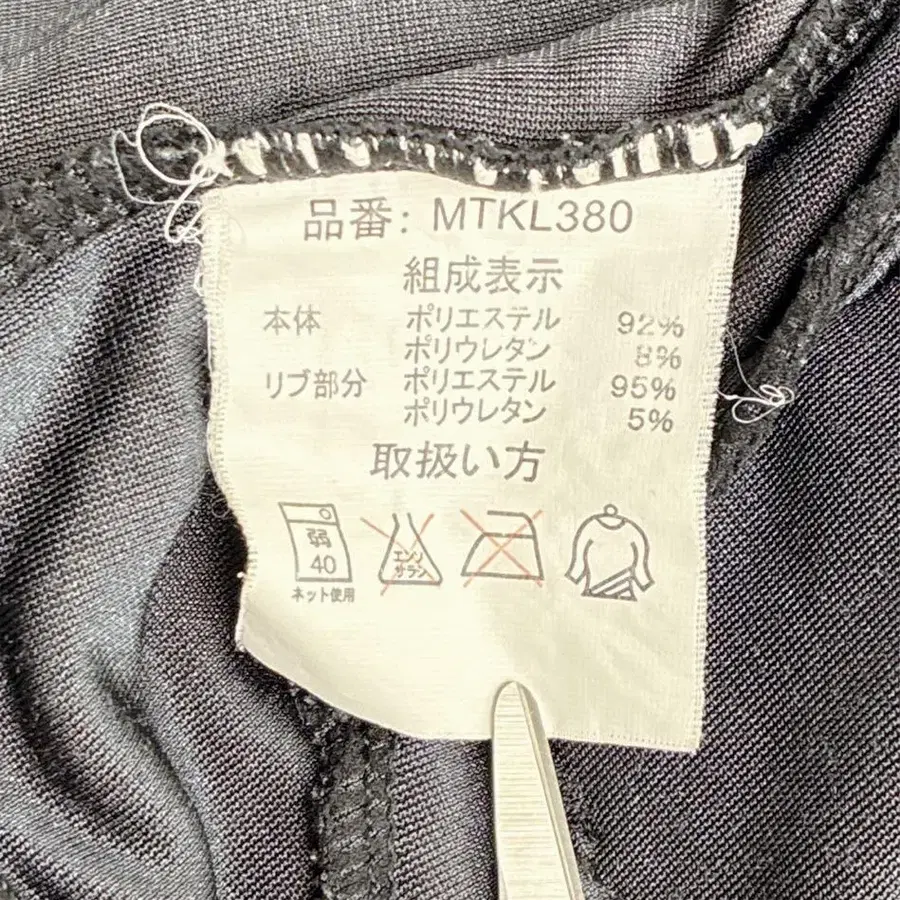 品番: MTKL380
組成表示
本体 ポリエステル 92%
ポリウレタン 8%
リブ部分 ポリエステル 95%
ポリウレタン 5%
取扱い方
弱
40
エンソ
サラシ
ネット使用